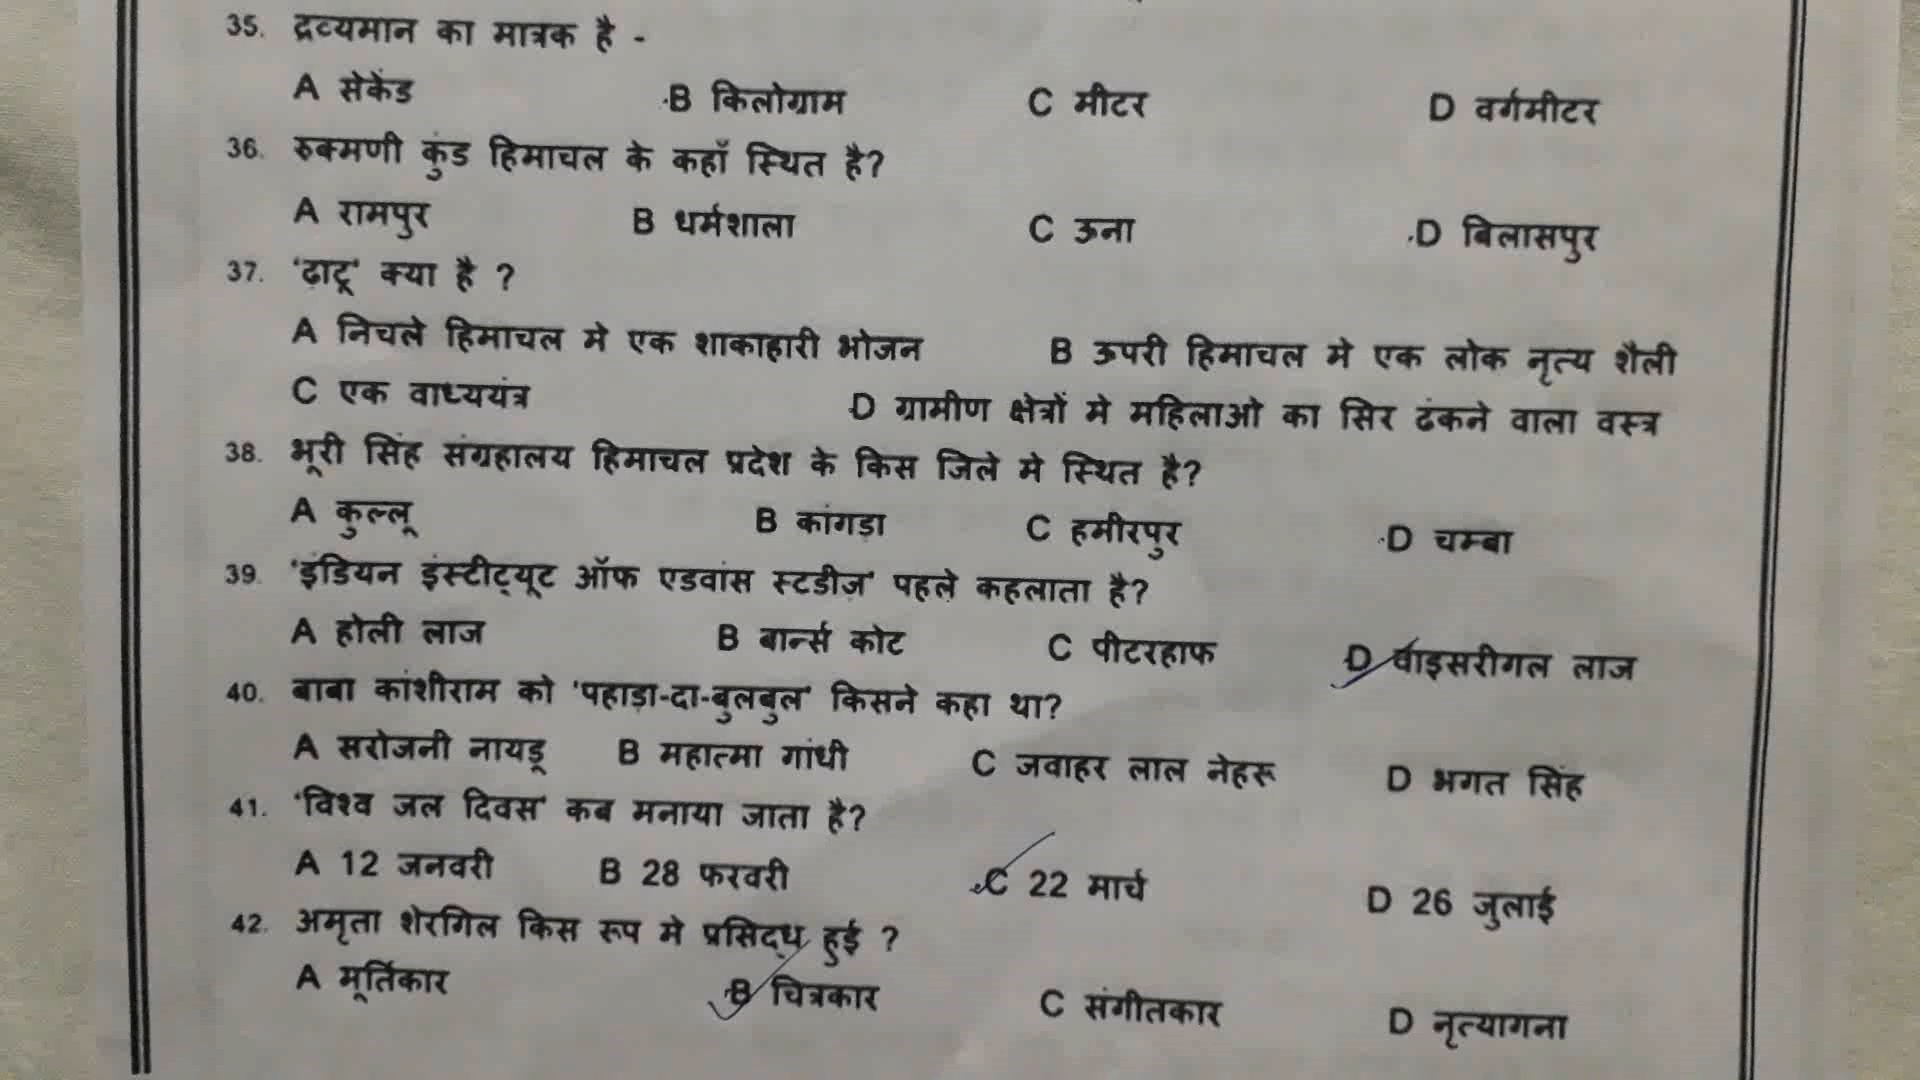 35. द्रव्यमान का मात्रक है -
A सेकेंड B किलोग्राम C मीटर D वर्गमीटर
36. रुक्मणी कुंड हिमाचल के कहाँ स्थित है?
A रामपुर B धर्मशाला C ऊना D बिलासपुर
37. 'ढाटू' क्या है ?
A निचले हिमाचल मे एक शाकाहारी भोजन B ऊपरी हिमाचल मे एक लोक नृत्य शैली
C एक वाध्ययंत्र D ग्रामीण क्षेत्रों मे महिलाओ का सिर ढंकने वाला वस्त्र
38. भूरी सिंह संग्रहालय हिमाचल प्रदेश के किस जिले मे स्थित है?
A कुल्लू B कांगड़ा C हमीरपुर D चम्बा
39. 'इंडियन इंस्टीट्यूट ऑफ एडवांस स्टडीज़' पहले कहलाता है?
A होली लाज B बार्न्स कोट C पीटरहाफ D वाइसरीगल लाज
40. बाबा कांशीराम को 'पहाड़ा-दा-बुलबुल' किसने कहा था?
A सरोजनी नायडू B महात्मा गांधी C जवाहर लाल नेहरू D भगत सिंह
41. 'विश्व जल दिवस' कब मनाया जाता है?
A 12 जनवरी B 28 फरवरी C 22 मार्च D 26 जुलाई
42. अमृता शेरगिल किस रूप मे प्रसिद्ध हुई ?
A मूर्तिकार B चित्रकार C संगीतकार D नृत्यागना